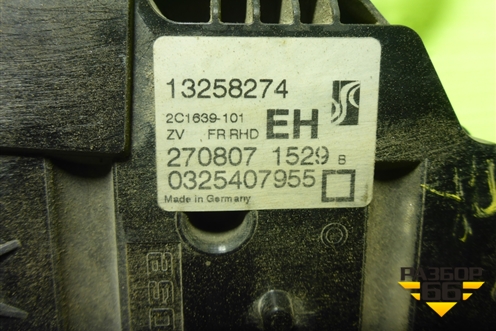 13258274
2C1639-101
ZV FR RHD EH
270807 1529 B
0325407955
Made in Germany
РАЗБОР
66